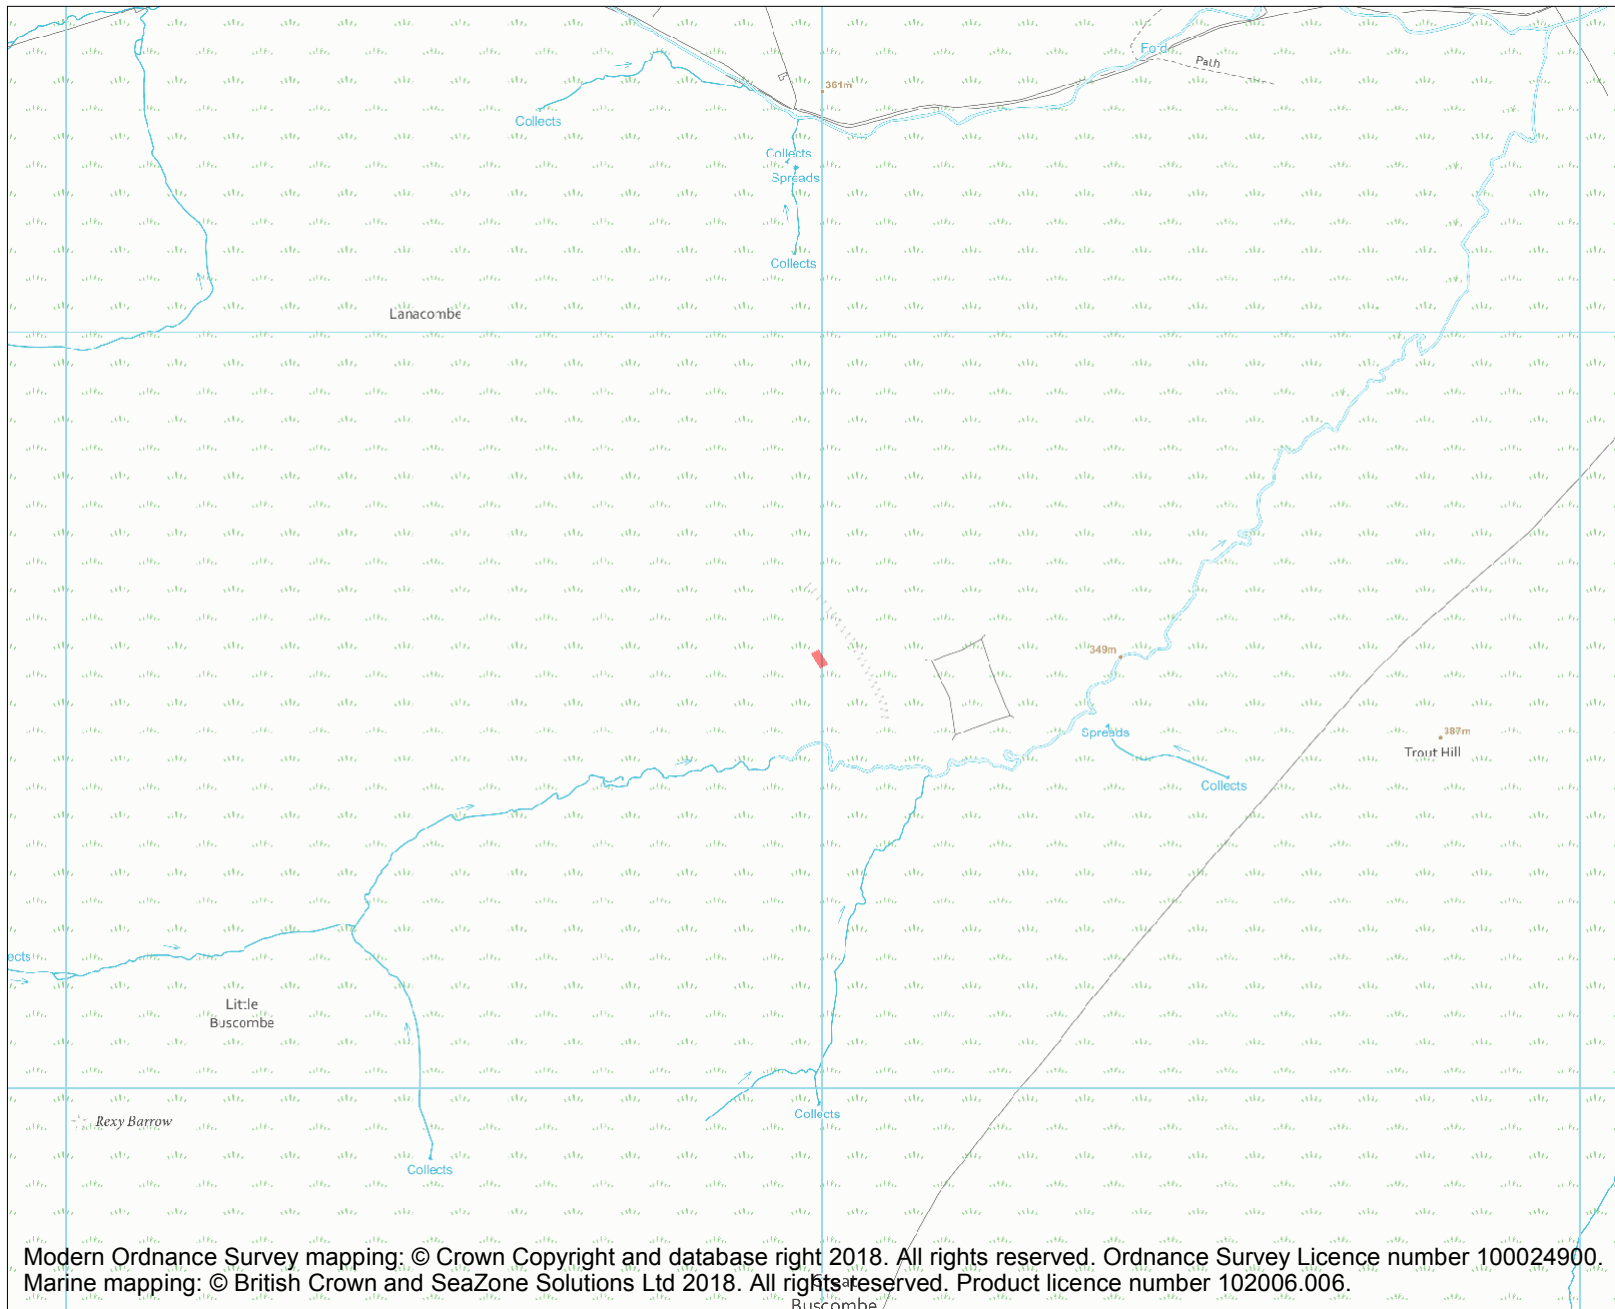 Ford
Path
361m
Collects
Collects
Spreads
Collects
Lanacombe
349m
Spreads
387m
Trout Hill
Collects
ects
Little
Buscombe
Collects
Rexy Barrow
Collects
Modern Ordnance Survey mapping: © Crown Copyright and database right 2018. All rights reserved. Ordnance Survey Licence number 100024900.
Marine mapping: © British Crown and SeaZone Solutions Ltd 2018. All rights reserved. Product licence number 102006.006.
Great
Buscombe